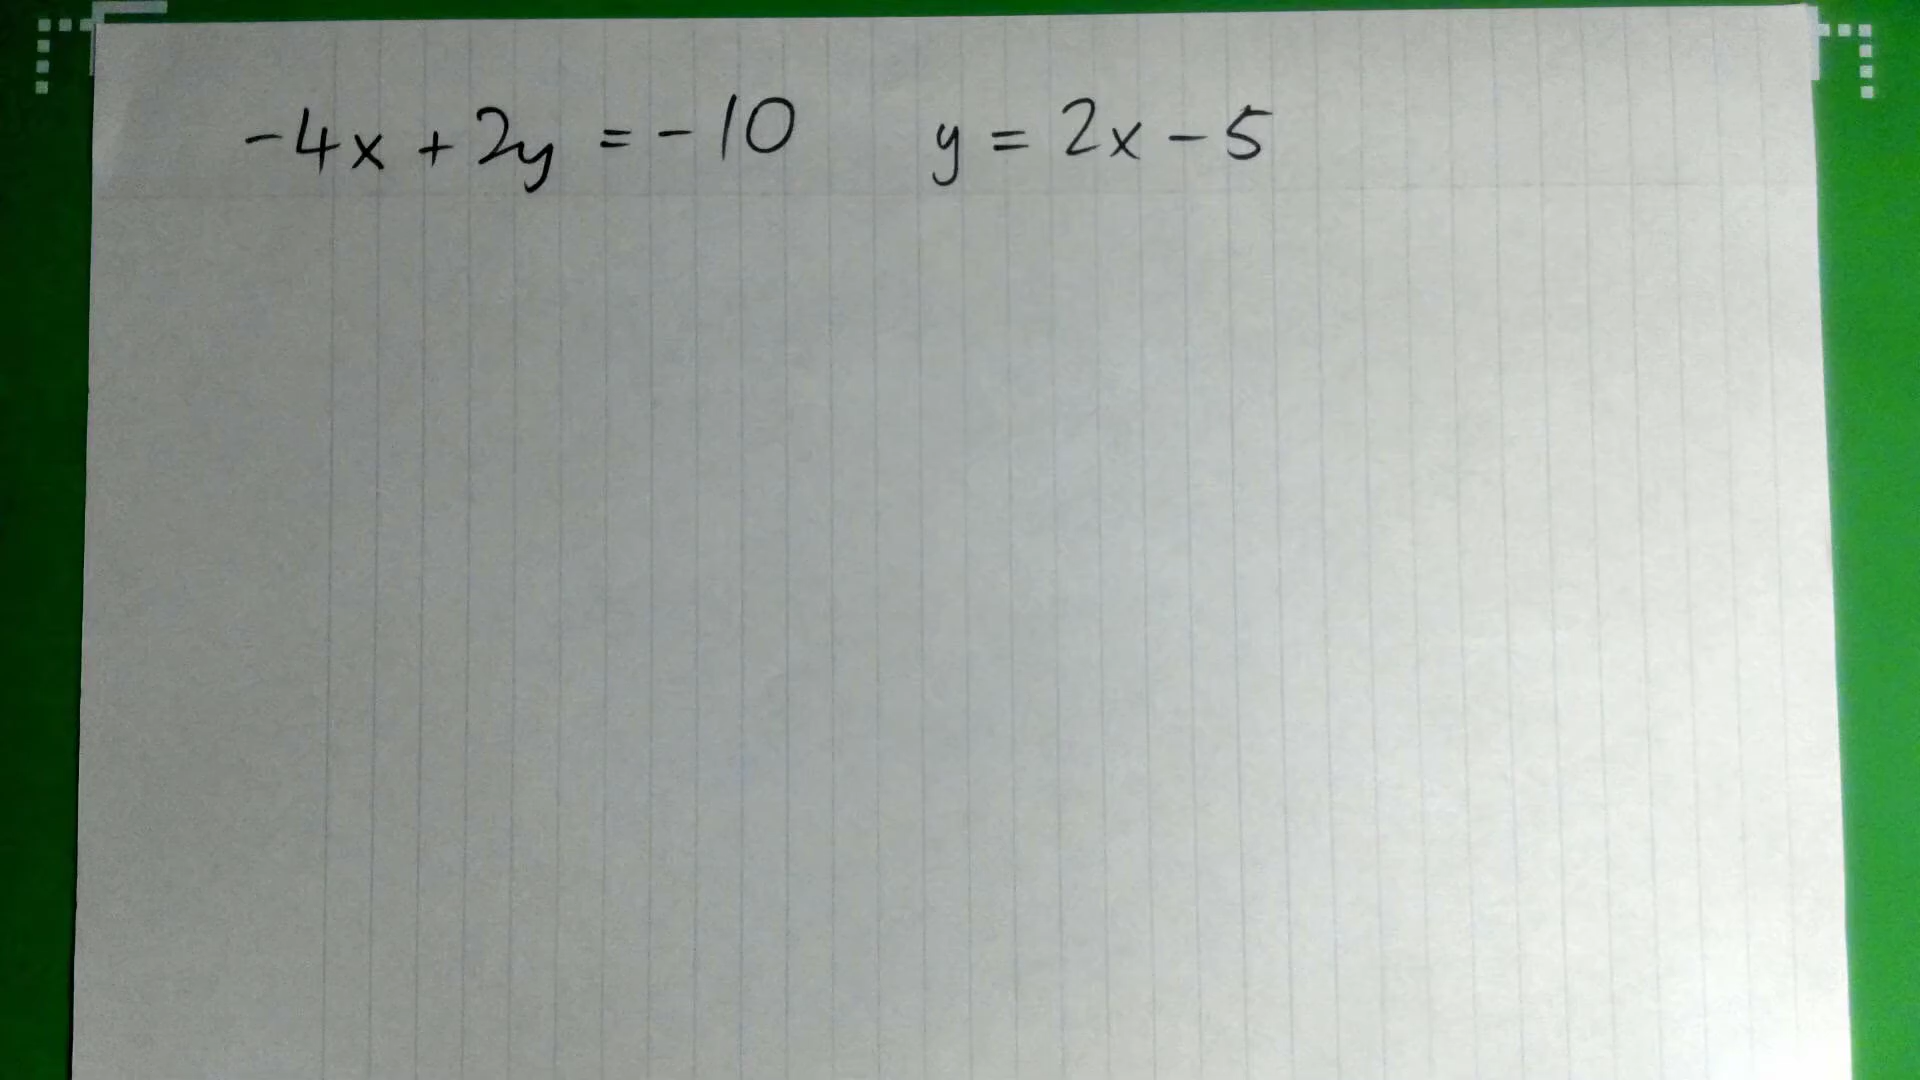 -4x + 2y = -10 y = 2x - 5